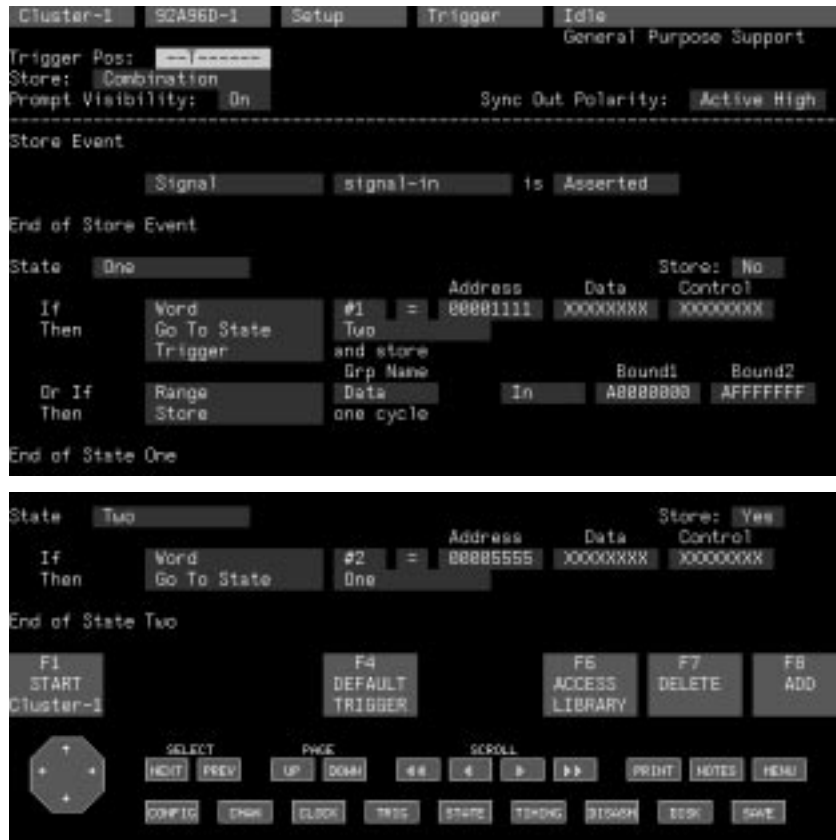 Cluster-1 92A96D-1 Setup Trigger Idle
General Purpose Support
Trigger Pos: --T------
Store: Combination
Prompt Visibility: On Sync Out Polarity: Active High
Store Event
Signal signal-in is Asserted
End of Store Event
State One Store: No
Address Data Control
If Word #1 = 00001111 XXXXXXXX XXXXXXXX
Then Go To State Two
Trigger and store
Grp Name Bound1 Bound2
Or If Range Data In A0000000 AFFFFFFF
Then Store one cycle
End of State One
State Two Store: Yes
Address Data Control
If Word #2 = 00005555 XXXXXXXX XXXXXXXX
Then Go To State One
End of State Two
F1 F4 F6 F7 F8
START DEFAULT ACCESS DELETE ADD
Cluster-1 TRIGGER LIBRARY
SELECT PAGE SCROLL
NEXT PREV UP DOWN PRINT NOTES MENU
CONFIG CHAN CLOCK TRIG STATE TIMING DISASM DISK SAVE